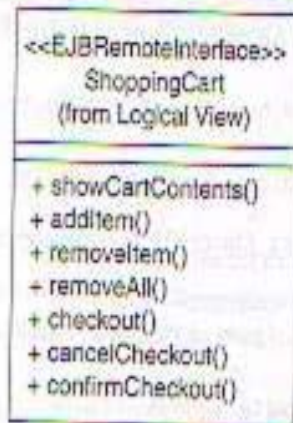 <<EJBRemoteInterface>>
ShoppingCart
(from Logical View)
+ showCartContents()
+ addItem()
+ removeItem()
+ removeAll()
+ checkout()
+ cancelCheckout()
+ confirmCheckout()